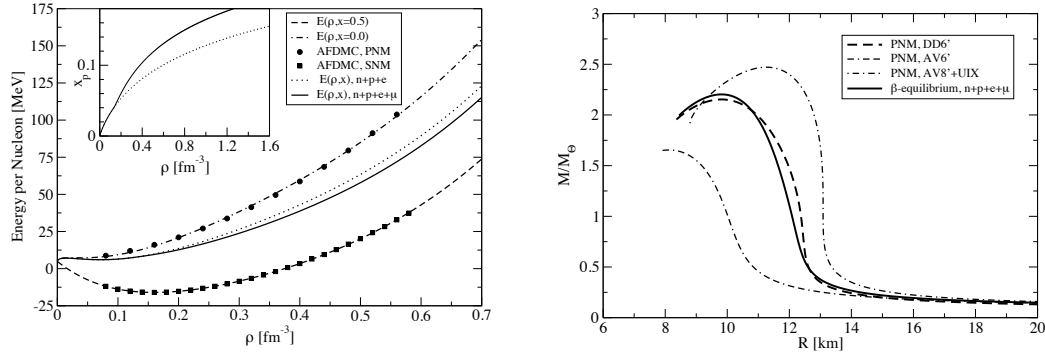 175
150
125
100
75
50
25
0
-25
Energy per Nucleon [MeV]
0
0.1
0.2
0.3
0.4
0.5
0.6
0.7
ρ [fm⁻³]
x_p
0.1
0
0
0.4
0.8
1.2
1.6
ρ [fm⁻³]
E(ρ,x=0.5)
E(ρ,x=0.0)
AFDMC, PNM
AFDMC, SNM
E(ρ,x), n+p+e
E(ρ,x), n+p+e+μ
3
2.5
2
1.5
1
0.5
0
M/M_Θ
6
8
10
12
14
16
18
20
R [km]
PNM, DD6'
PNM, AV6'
PNM, AV8'+UIX
β-equilibrium, n+p+e+μ